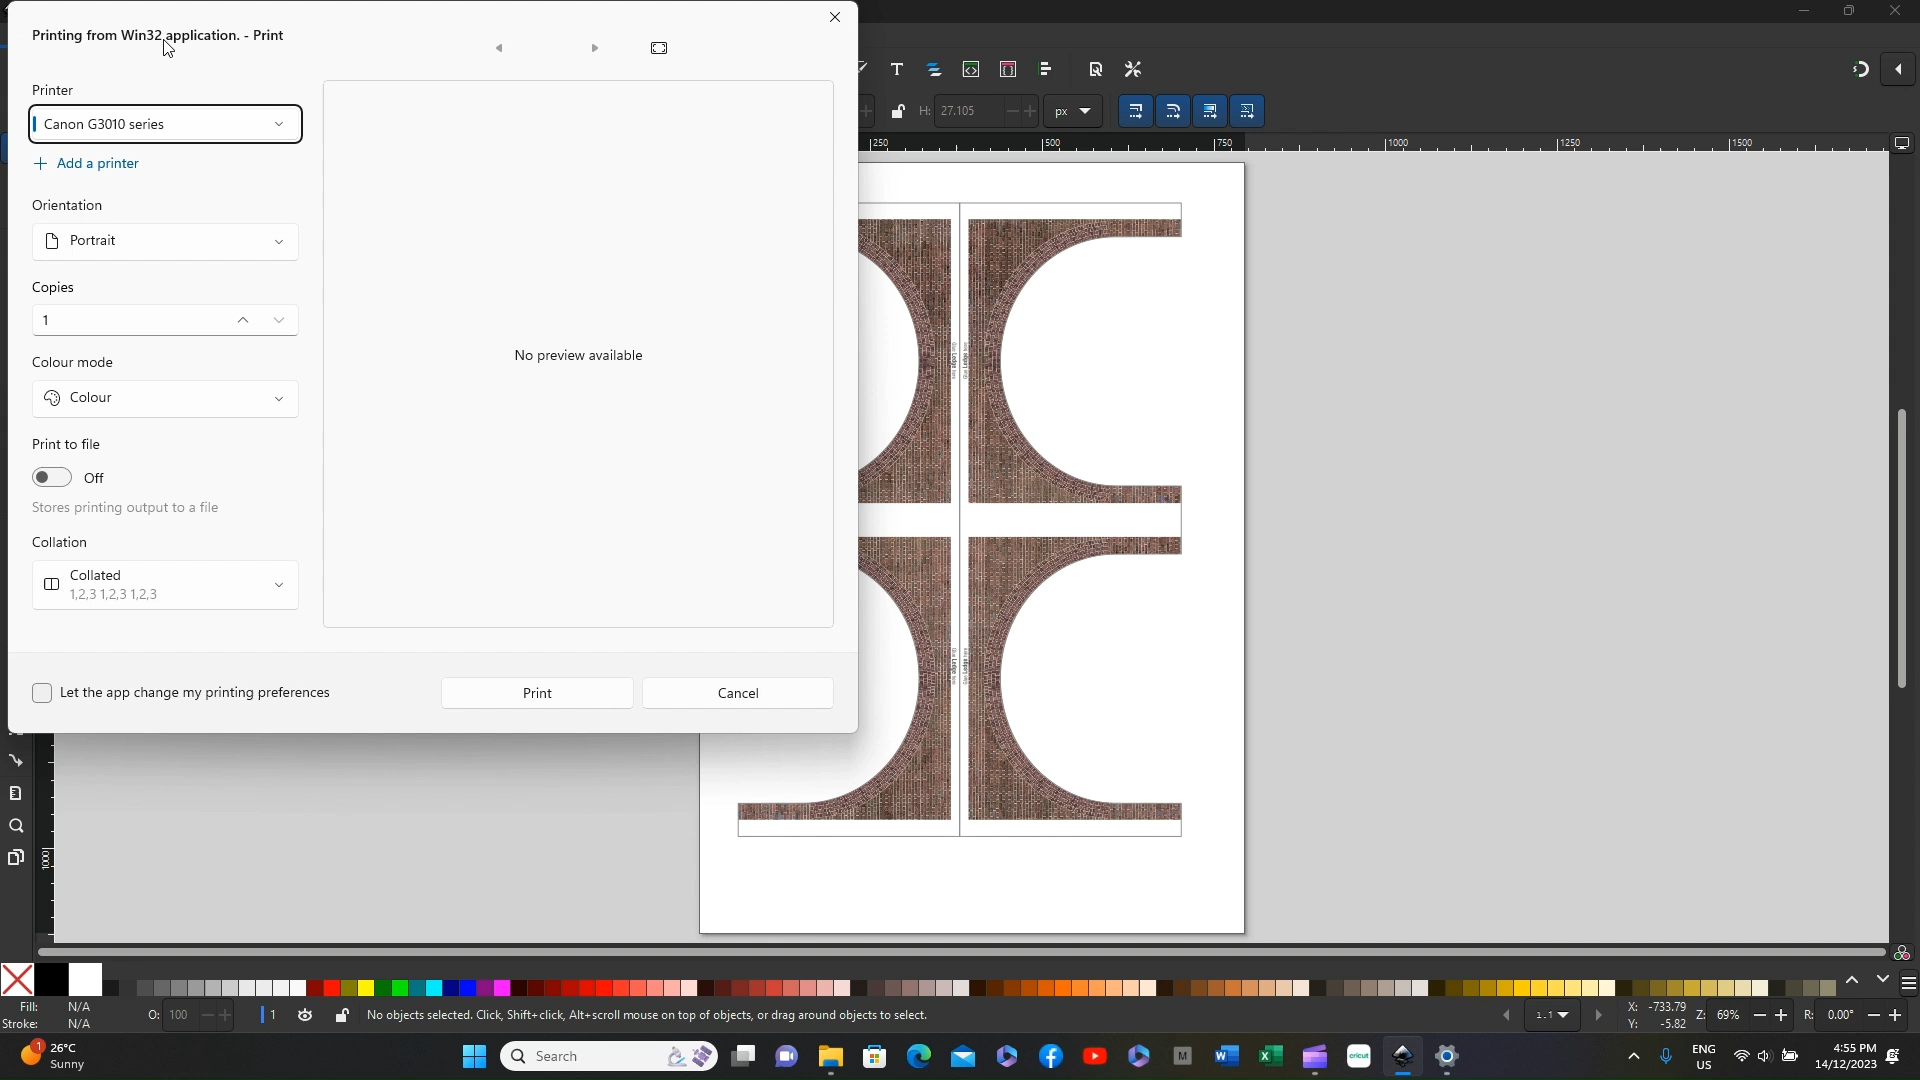 Printing from Win32 application. - Print
Printer
Canon G3010 series
Add a printer
Orientation
Portrait
Copies
1
Colour mode
Colour
Print to file
Off
Stores printing output to a file
Collation
Collated
1,2,3 1,2,3 1,2,3
No preview available
Let the app change my printing preferences
Print
Cancel
H: 27.105
px
250
500
750
1000
1250
1500
1000
Fill: N/A
Stroke: N/A
O: 100
1
No objects selected. Click, Shift+click, Alt+scroll mouse on top of objects, or drag around objects to select.
1:1
X: -733.79
Y: -5.82
Z: 69%
R: 0.00°
1
26°C
Sunny
Search
M
cricut
ENG
US
4:55 PM
14/12/2023